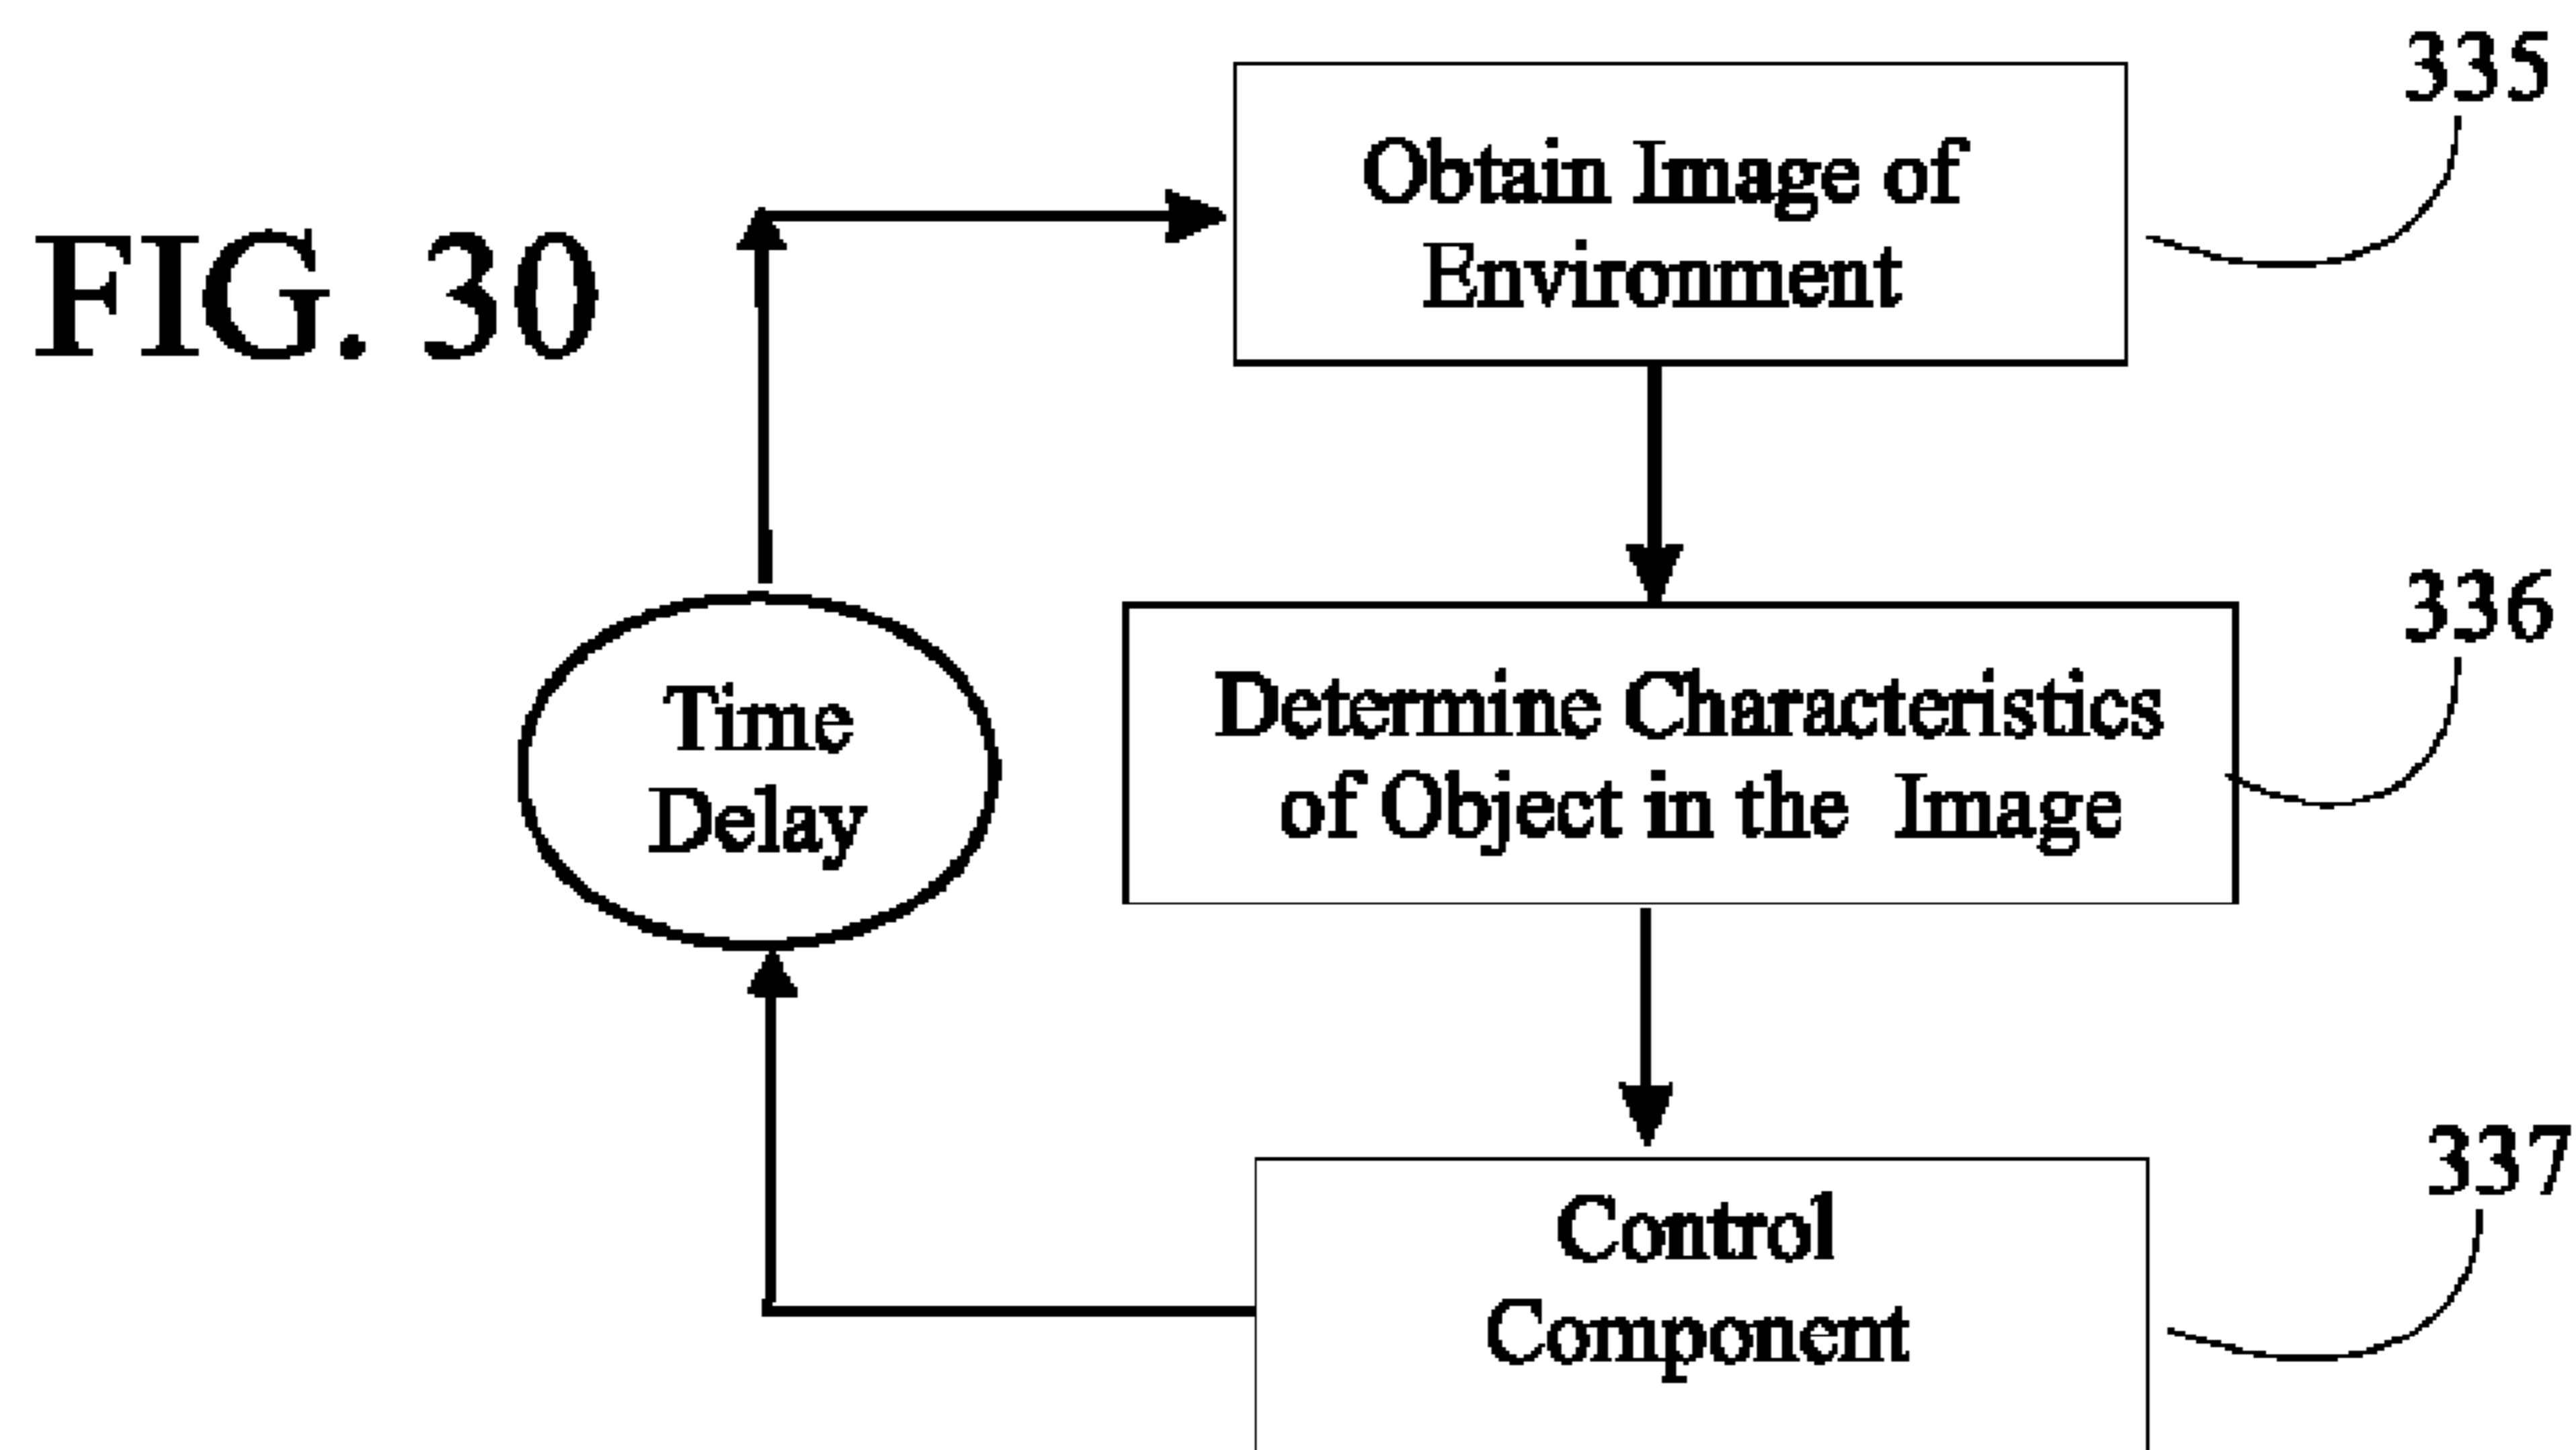 FIG. 30
Obtain Image of
Environment
335
Time
Delay
Determine Characteristics
of Object in the Image
336
Control
Component
337